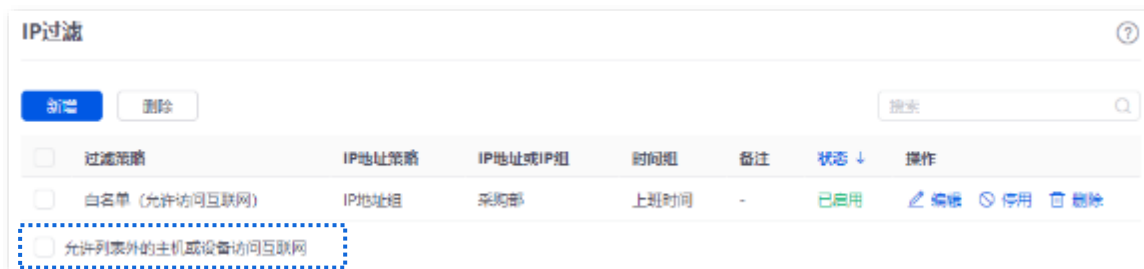 IP过滤
新增 删除 搜索
过滤策略 IP地址策略 IP地址或IP组 时间组 备注 状态 ↓ 操作
白名单（允许访问互联网） IP地址组 采购部 上班时间 - 已启用 编辑 停用 删除
允许列表外的主机或设备访问互联网